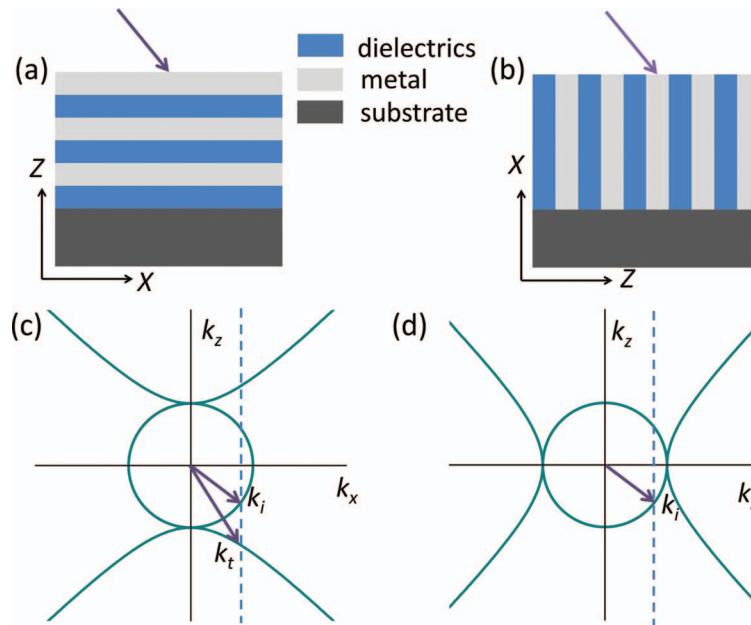 (a)
dielectrics
metal
substrate
(b)
Z
X
X
Z
(c)
k_z
k_x
k_i
k_t
(d)
k_z
k_i